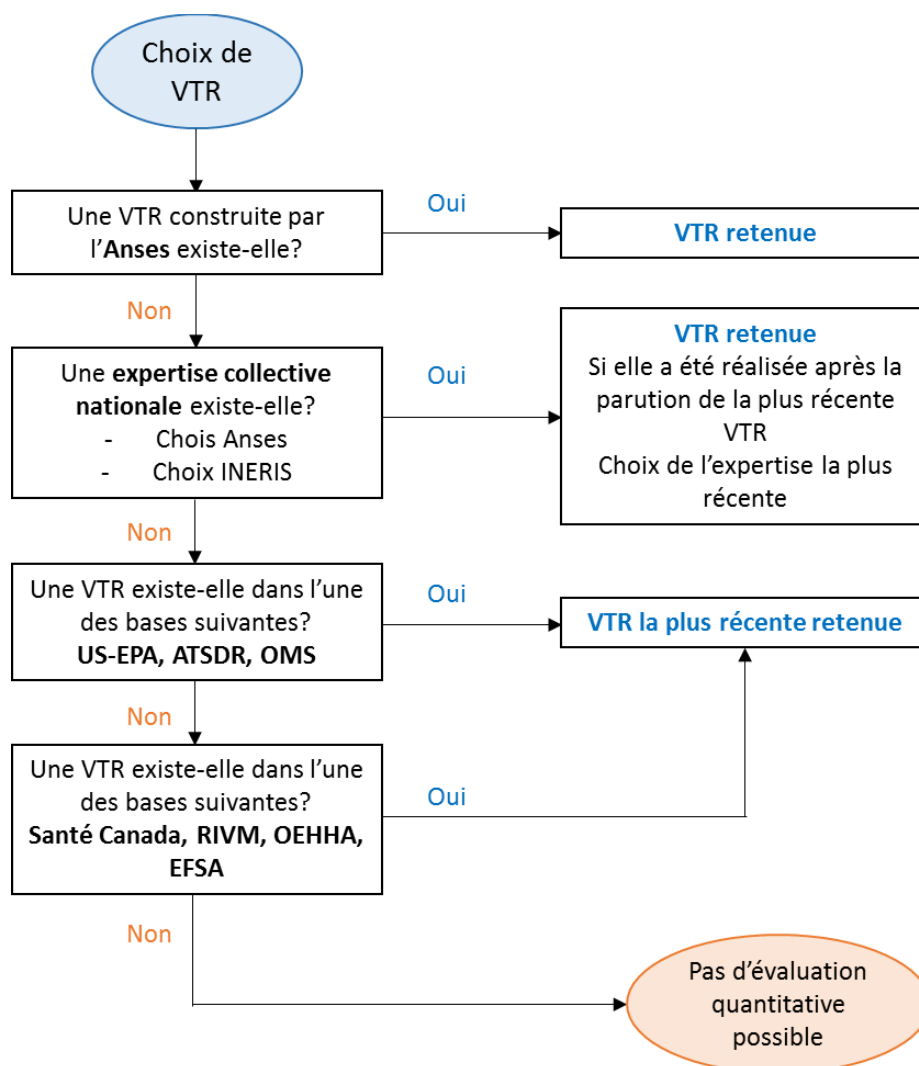 Choix de
VTR
Une VTR construite par
l’Anses existe-elle?
Oui
VTR retenue
Non
Une expertise collective
nationale existe-elle?
- Chois Anses
- Choix INERIS
Oui
VTR retenue
Si elle a été réalisée après la
parution de la plus récente
VTR
Choix de l’expertise la plus
récente
Non
Une VTR existe-elle dans l’une
des bases suivantes?
US-EPA, ATSDR, OMS
Oui
VTR la plus récente retenue
Non
Une VTR existe-elle dans l’une
des bases suivantes?
Santé Canada, RIVM, OEHHA,
EFSA
Oui
Non
Pas d’évaluation
quantitative
possible